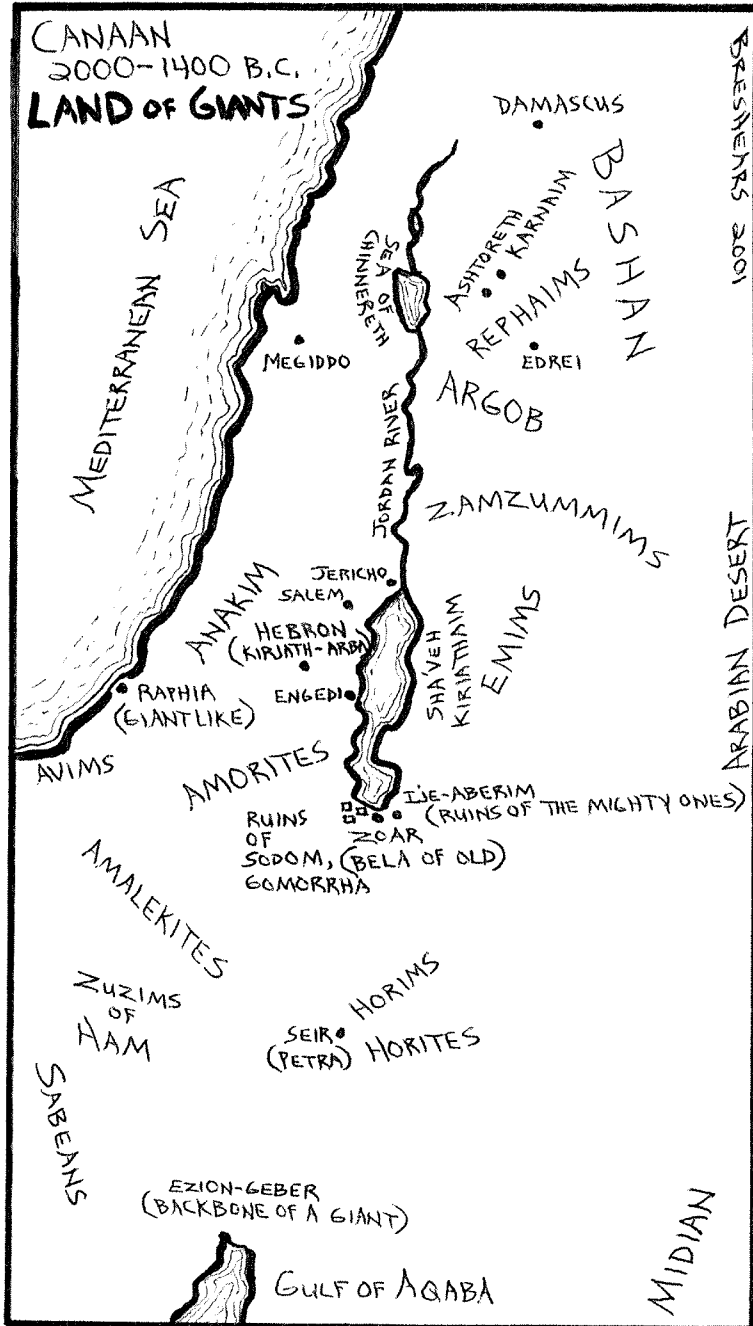 CANAAN
2000-1400 B.C.
LAND OF GIANTS
BRESHEARS 2001
DAMASCUS
BASHAN
MEDITERRANEAN SEA
SEA OF
CHINNERETH
ASHTORETH
KARNAIM
REPHAIMS
MEGIDDO
EDREI
ARGOB
JORDAN RIVER
ZAMZUMMIMS
ARABIAN DESERT
JERICHO
SALEM
ANAKIM
HEBRON
(KIRJATH-ARBA)
SHA'VEH
KIRIATHAIM
EMIMS
RAPHIA
(GIANTLIKE)
ENGEDI
AVIMS
AMORITES
IJE-ABERIM
(RUINS OF THE MIGHTY ONES)
RUINS
OF
SODOM,
GOMORRHA
ZOAR
(BELA OF OLD)
AMALEKITES
ZUZIMS
OF
HAM
HORIMS
SEIR
(PETRA)
HORITES
SABEANS
EZION-GEBER
(BACKBONE OF A GIANT)
MIDIAN
GULF OF AQABA